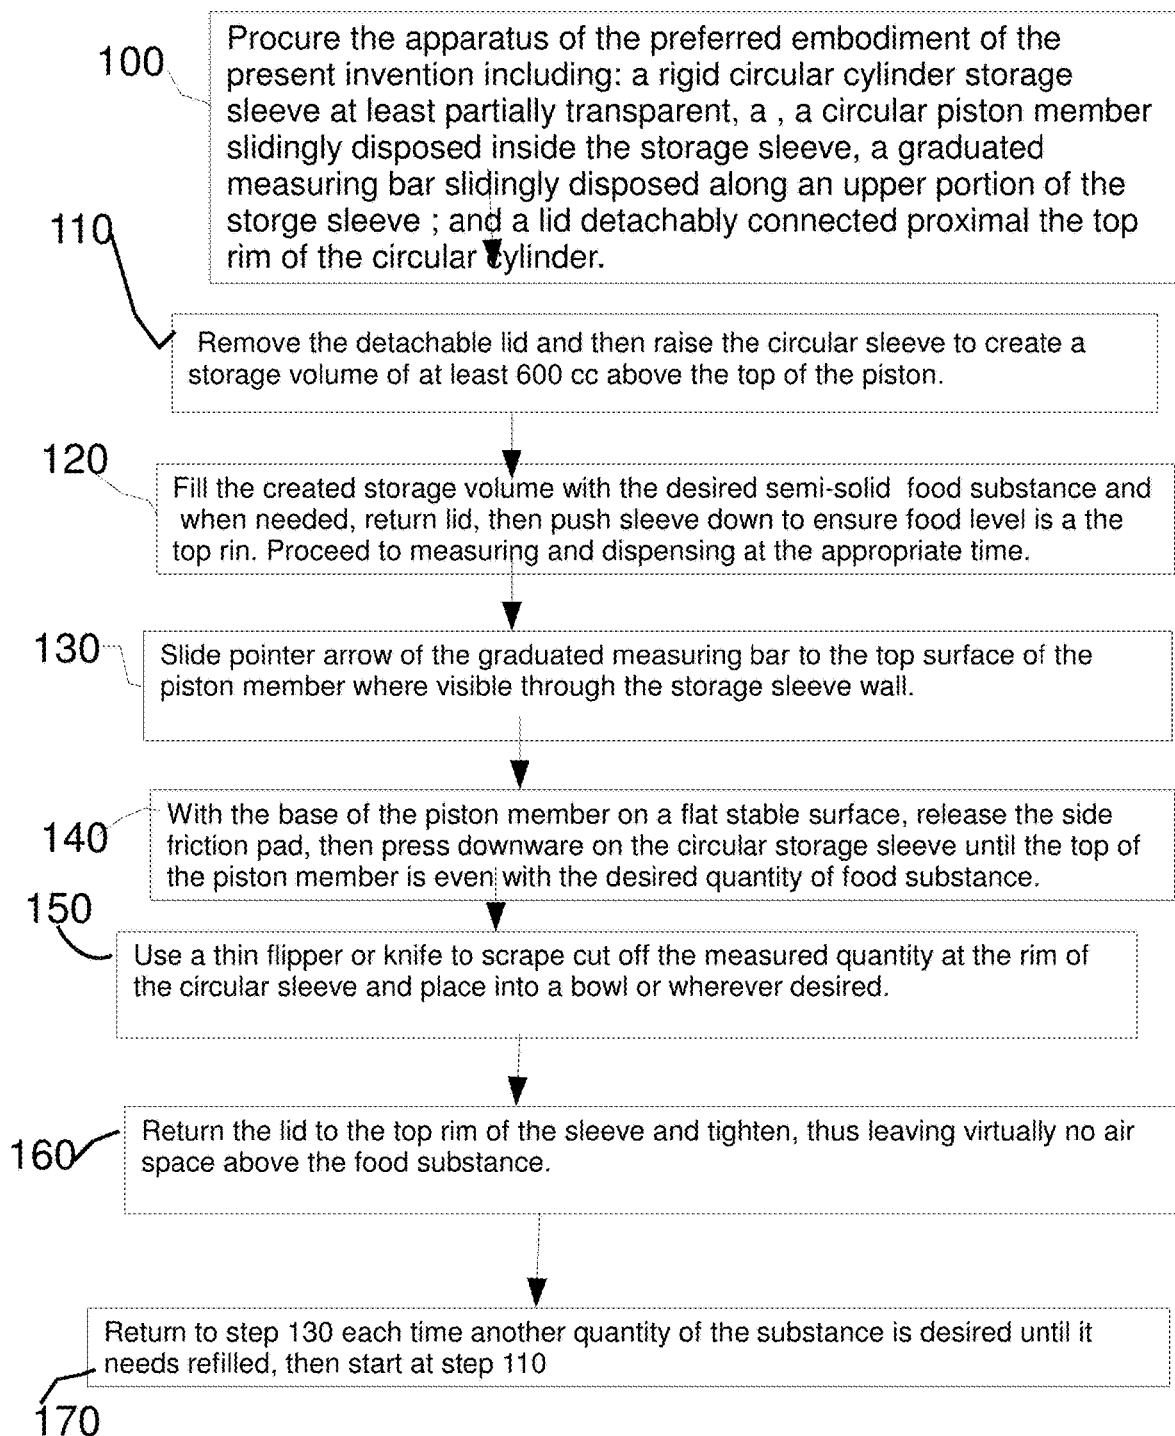 100
Procure the apparatus of the preferred embodiment of the
present invention including: a rigid circular cylinder storage
sleeve at least partially transparent, a , a circular piston member
slidingly disposed inside the storage sleeve, a graduated
measuring bar slidingly disposed along an upper portion of the
storge sleeve ; and a lid detachably connected proximal the top
rim of the circular cylinder.
110
Remove the detachable lid and then raise the circular sleeve to create a
storage volume of at least 600 cc above the top of the piston.
120
Fill the created storage volume with the desired semi-solid food substance and
when needed, return lid, then push sleeve down to ensure food level is a the
top rin. Proceed to measuring and dispensing at the appropriate time.
130
Slide pointer arrow of the graduated measuring bar to the top surface of the
piston member where visible through the storage sleeve wall.
140
With the base of the piston member on a flat stable surface, release the side
friction pad, then press downware on the circular storage sleeve until the top of
the piston member is even with the desired quantity of food substance.
150
Use a thin flipper or knife to scrape cut off the measured quantity at the rim of
the circular sleeve and place into a bowl or wherever desired.
160
Return the lid to the top rim of the sleeve and tighten, thus leaving virtually no air
space above the food substance.
Return to step 130 each time another quantity of the substance is desired until it
needs refilled, then start at step 110
170